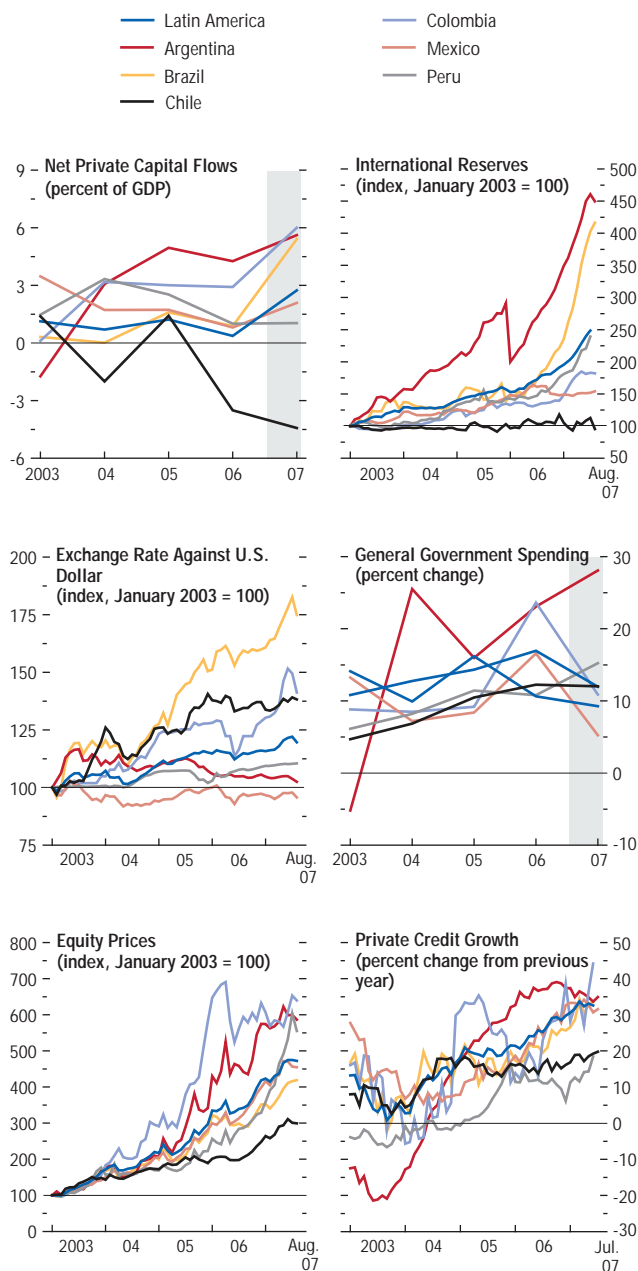 Latin America
Argentina
Brazil
Chile
Colombia
Mexico
Peru
Net Private Capital Flows
(percent of GDP)
9
6
3
0
-3
-6
2003 04 05 06 07
International Reserves
(index, January 2003 = 100)
500
450
400
350
300
250
200
150
100
50
2003 04 05 06 Aug.
07
Exchange Rate Against U.S.
Dollar
(index, January 2003 = 100)
200
175
150
125
100
75
2003 04 05 06 Aug.
07
General Government Spending
(percent change)
30
20
10
0
-10
2003 04 05 06 07
Equity Prices
(index, January 2003 = 100)
800
700
600
500
400
300
200
100
0
2003 04 05 06 Aug.
07
Private Credit Growth
(percent change from previous
year)
50
40
30
20
10
0
-10
-20
-30
2003 04 05 06 Jul.
07